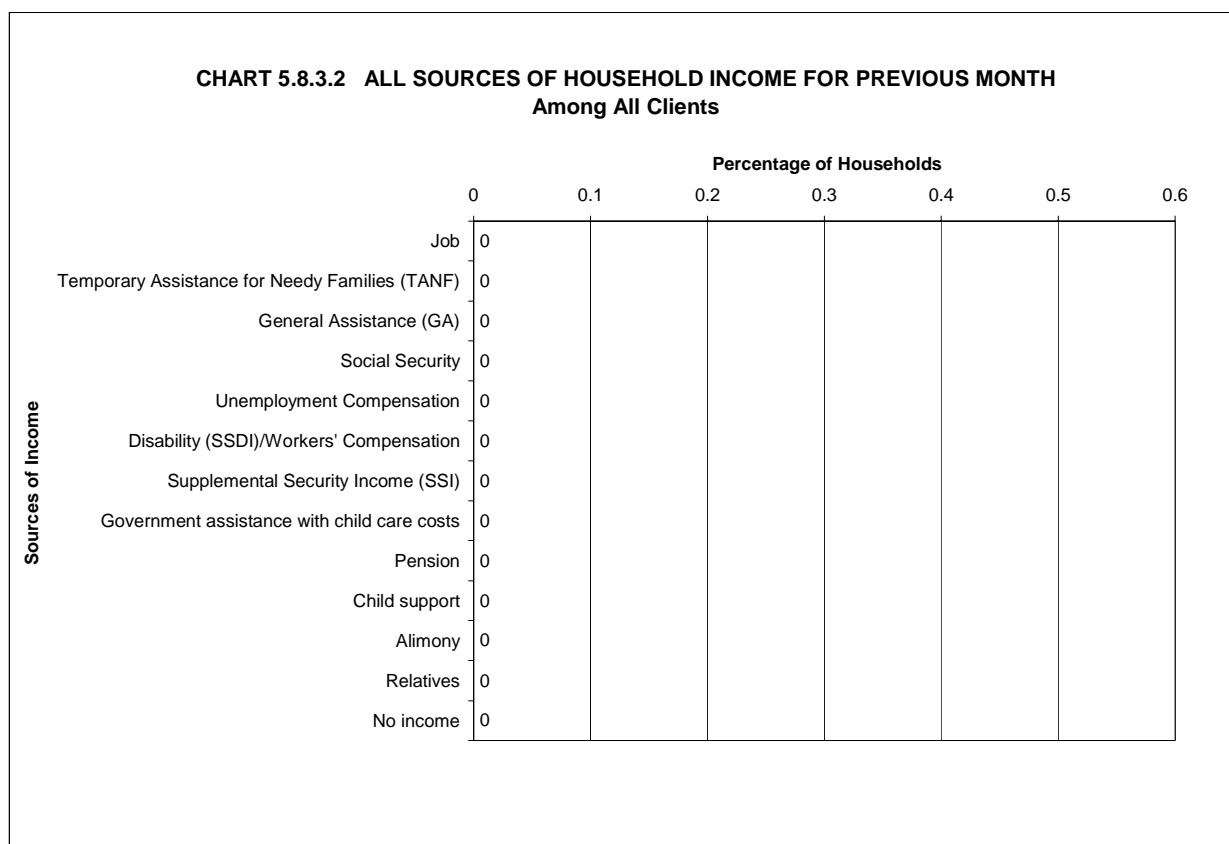 CHART 5.8.3.2 ALL SOURCES OF HOUSEHOLD INCOME FOR PREVIOUS MONTH
Among All Clients
Percentage of Households
0 0.1 0.2 0.3 0.4 0.5 0.6
Sources of Income
Job 0
Temporary Assistance for Needy Families (TANF) 0
General Assistance (GA) 0
Social Security 0
Unemployment Compensation 0
Disability (SSDI)/Workers' Compensation 0
Supplemental Security Income (SSI) 0
Government assistance with child care costs 0
Pension 0
Child support 0
Alimony 0
Relatives 0
No income 0